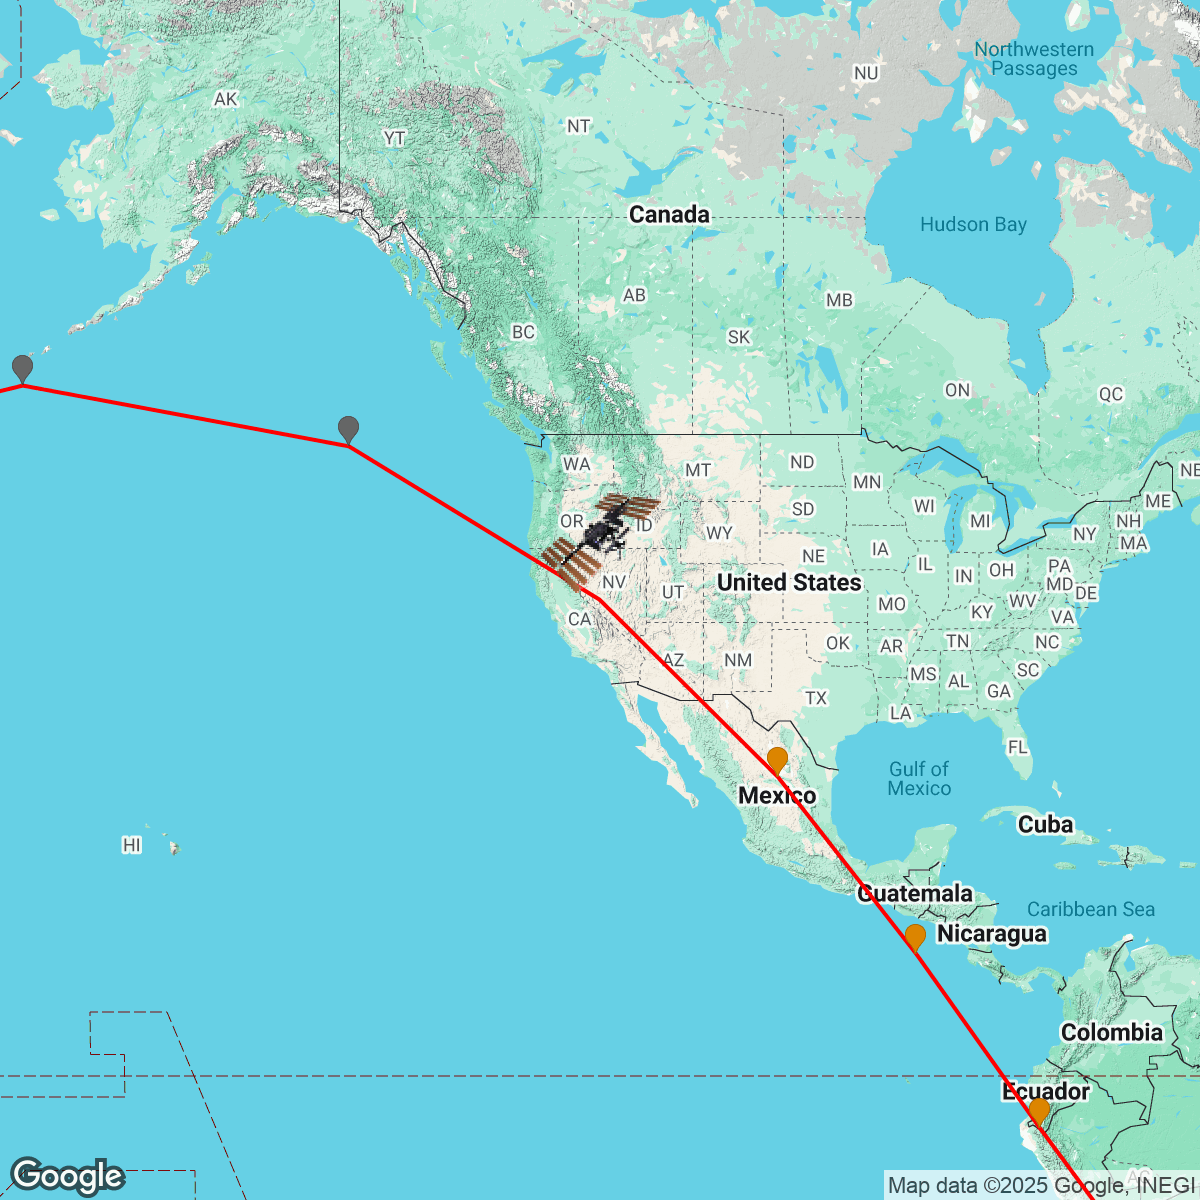 Northwestern
Passages
NU
AK
NT
YT
Canada
Hudson Bay
AB
MB
BC
SK
ON
QC
WA
MT
ND
NE
MN
ME
WI
SD
OR
ID
MI
NH
WY
NY
MA
IA
NE
IL
OH
PA
IN
United States
NV
MD
UT
DE
WV
MO
KY
CA
VA
OK
AR
TN
NC
AZ
NM
SC
MS
AL
GA
TX
LA
FL
Gulf of
Mexico
Mexico
Cuba
HI
Guatemala
Caribbean Sea
Nicaragua
Colombia
Ecuador
AC
Google
Map data ©2025 Google, INEGI